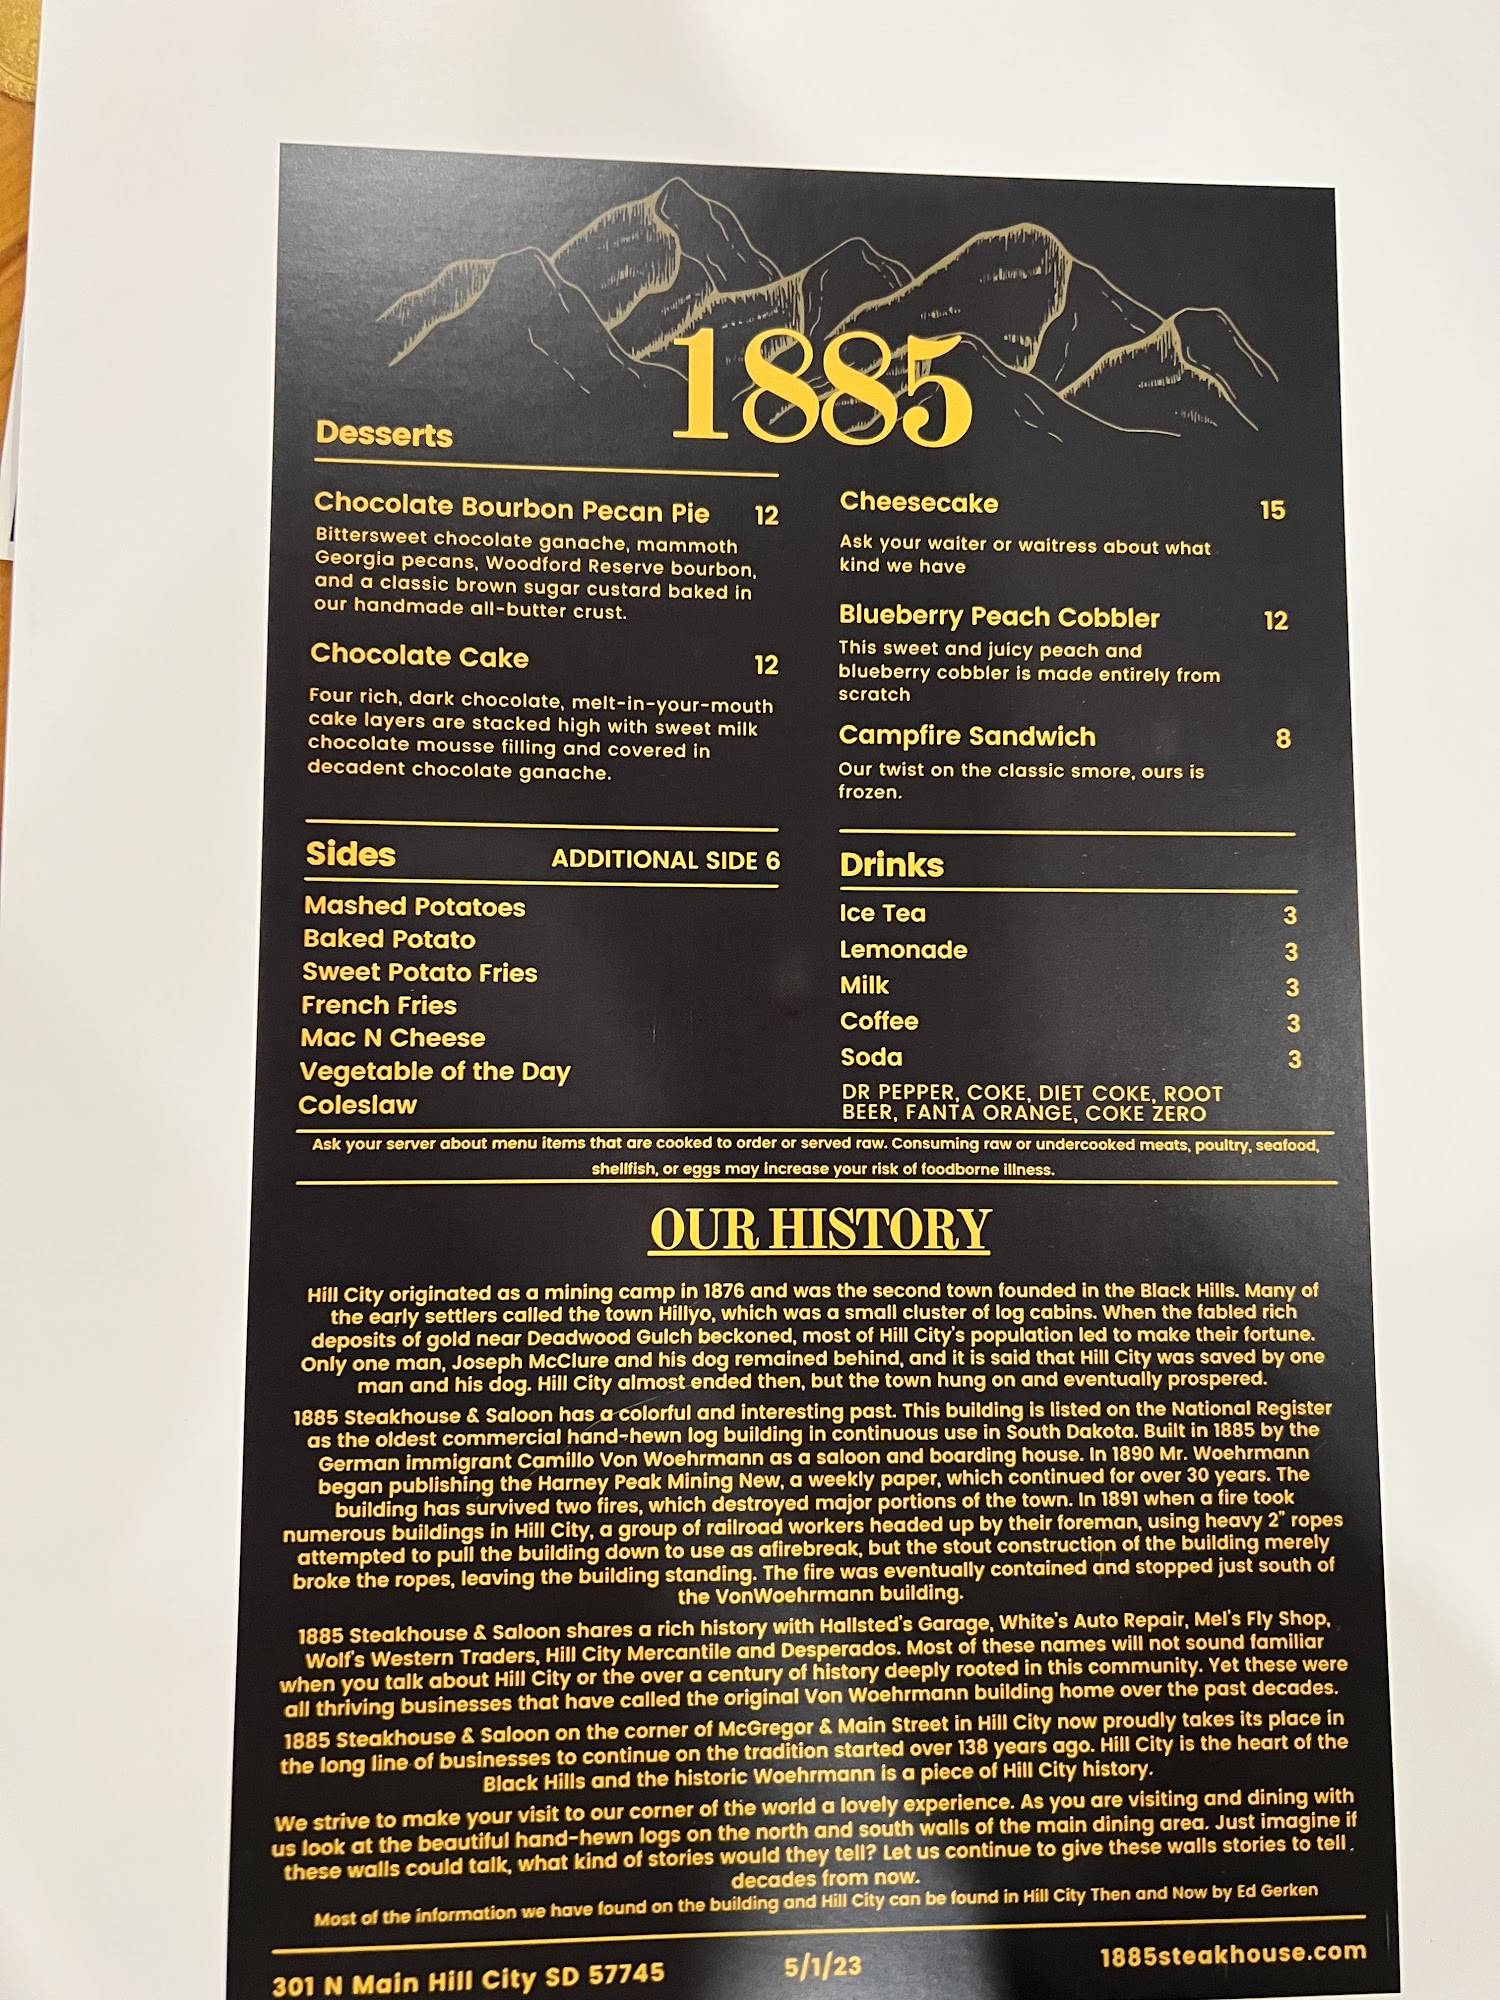 1885
Desserts
Chocolate Bourbon Pecan Pie 12
Bittersweet chocolate ganache, mammoth
Georgia pecans, Woodford Reserve bourbon,
and a classic brown sugar custard baked in
our handmade all-butter crust.
Chocolate Cake 12
Four rich, dark chocolate, melt-in-your-mouth
cake layers are stacked high with sweet milk
chocolate mousse filling and covered in
decadent chocolate ganache.
Cheesecake 15
Ask your waiter or waitress about what
kind we have
Blueberry Peach Cobbler 12
This sweet and juicy peach and
blueberry cobbler is made entirely from
scratch
Campfire Sandwich 8
Our twist on the classic smore, ours is
frozen.
Sides ADDITIONAL SIDE 6
Mashed Potatoes
Baked Potato
Sweet Potato Fries
French Fries
Mac N Cheese
Vegetable of the Day
Coleslaw
Drinks
Ice Tea 3
Lemonade 3
Milk 3
Coffee 3
Soda 3
DR PEPPER, COKE, DIET COKE, ROOT
BEER, FANTA ORANGE, COKE ZERO
Ask your server about menu items that are cooked to order or served raw. Consuming raw or undercooked meats, poultry, seafood,
shellfish, or eggs may increase your risk of foodborne illness.
OUR HISTORY
Hill City originated as a mining camp in 1876 and was the second town founded in the Black Hills. Many of
the early settlers called the town Hillyo, which was a small cluster of log cabins. When the fabled rich
deposits of gold near Deadwood Gulch beckoned, most of Hill City's population led to make their fortune.
Only one man, Joseph McClure and his dog remained behind, and it is said that Hill City was saved by one
man and his dog. Hill City almost ended then, but the town hung on and eventually prospered.
1885 Steakhouse & Saloon has a colorful and interesting past. This building is listed on the National Register
as the oldest commercial hand-hewn log building in continuous use in South Dakota. Built in 1885 by the
German immigrant Camillo Von Woehrmann as a saloon and boarding house. In 1890 Mr. Woehrmann
began publishing the Harney Peak Mining New, a weekly paper, which continued for over 30 years. The
building has survived two fires, which destroyed major portions of the town. In 1891 when a fire took
numerous buildings in Hill City, a group of railroad workers headed up by their foreman, using heavy 2" ropes
attempted to pull the building down to use as afirebreak, but the stout construction of the building merely
broke the ropes, leaving the building standing. The fire was eventually contained and stopped just south of
the VonWoehrmann building.
1885 Steakhouse & Saloon shares a rich history with Hallsted's Garage, White's Auto Repair, Mel's Fly Shop,
Wolf's Western Traders, Hill City Mercantile and Desperados. Most of these names will not sound familiar
when you talk about Hill City or the over a century of history deeply rooted in this community. Yet these were
all thriving businesses that have called the original Von Woehrmann building home over the past decades.
1885 Steakhouse & Saloon on the corner of McGregor & Main Street in Hill City now proudly takes its place in
the long line of businesses to continue on the tradition started over 138 years ago. Hill City is the heart of the
Black Hills and the historic Woehrmann is a piece of Hill City history.
We strive to make your visit to our corner of the world a lovely experience. As you are visiting and dining with
us look at the beautiful hand-hewn logs on the north and south walls of the main dining area. Just imagine if
these walls could talk, what kind of stories would they tell? Let us continue to give these walls stories to tell.
decades from now.
Most of the information we have found on the building and Hill City can be found in Hill City Then and Now by Ed Gerken
301 N Main Hill City SD 57745 5/1/23 1885steakhouse.com